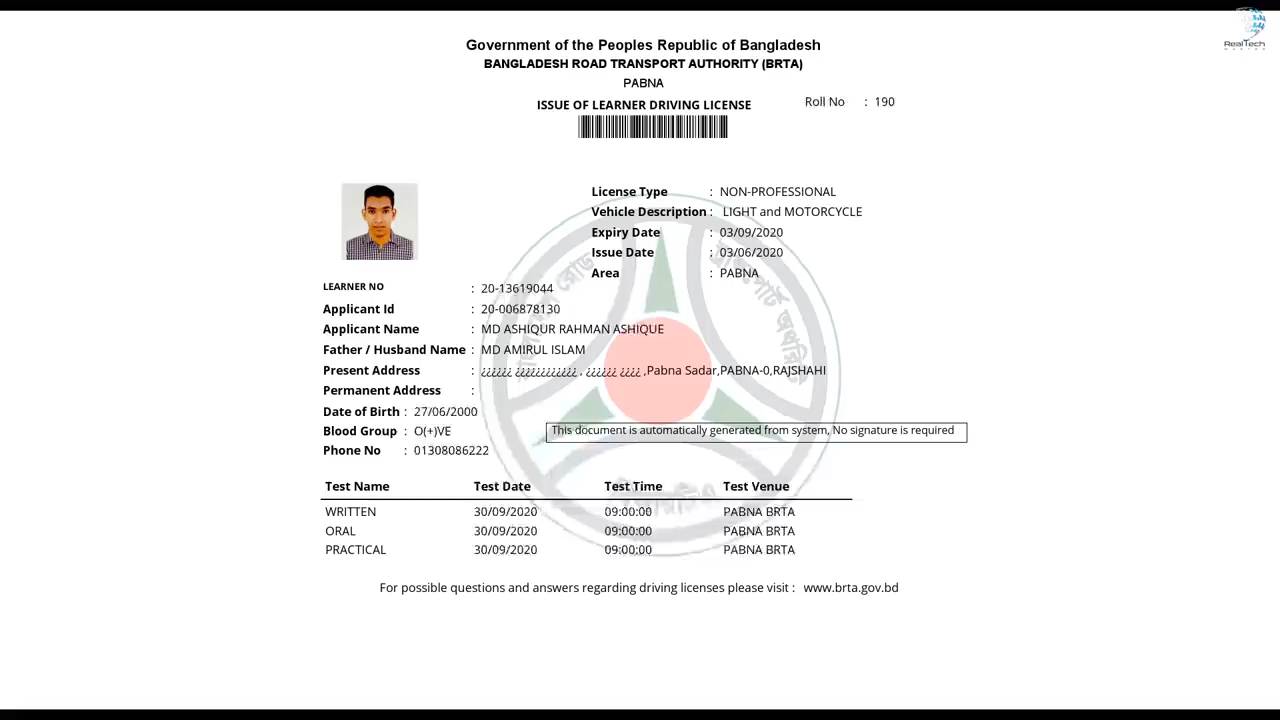 RealTech
MASTER
Government of the Peoples Republic of Bangladesh
BANGLADESH ROAD TRANSPORT AUTHORITY (BRTA)
PABNA
ISSUE OF LEARNER DRIVING LICENSE
Roll No : 190
License Type : NON-PROFESSIONAL
Vehicle Description : LIGHT and MOTORCYCLE
Expiry Date : 03/09/2020
Issue Date : 03/06/2020
Area : PABNA
LEARNER NO : 20-13619044
Applicant Id : 20-006878130
Applicant Name : MD ASHIQUR RAHMAN ASHIQUE
Father / Husband Name : MD AMIRUL ISLAM
Present Address : ¿¿¿¿¿¿ ¿¿¿¿¿¿¿¿¿¿¿¿ , ¿¿¿¿¿¿ ¿¿¿¿ ,Pabna Sadar,PABNA-0,RAJSHAHI
Permanent Address :
Date of Birth : 27/06/2000
Blood Group : O(+)VE
This document is automatically generated from system, No signature is required
Phone No : 01308086222
Test Name Test Date Test Time Test Venue
WRITTEN 30/09/2020 09:00:00 PABNA BRTA
ORAL 30/09/2020 09:00:00 PABNA BRTA
PRACTICAL 30/09/2020 09:00:00 PABNA BRTA
For possible questions and answers regarding driving licenses please visit : www.brta.gov.bd